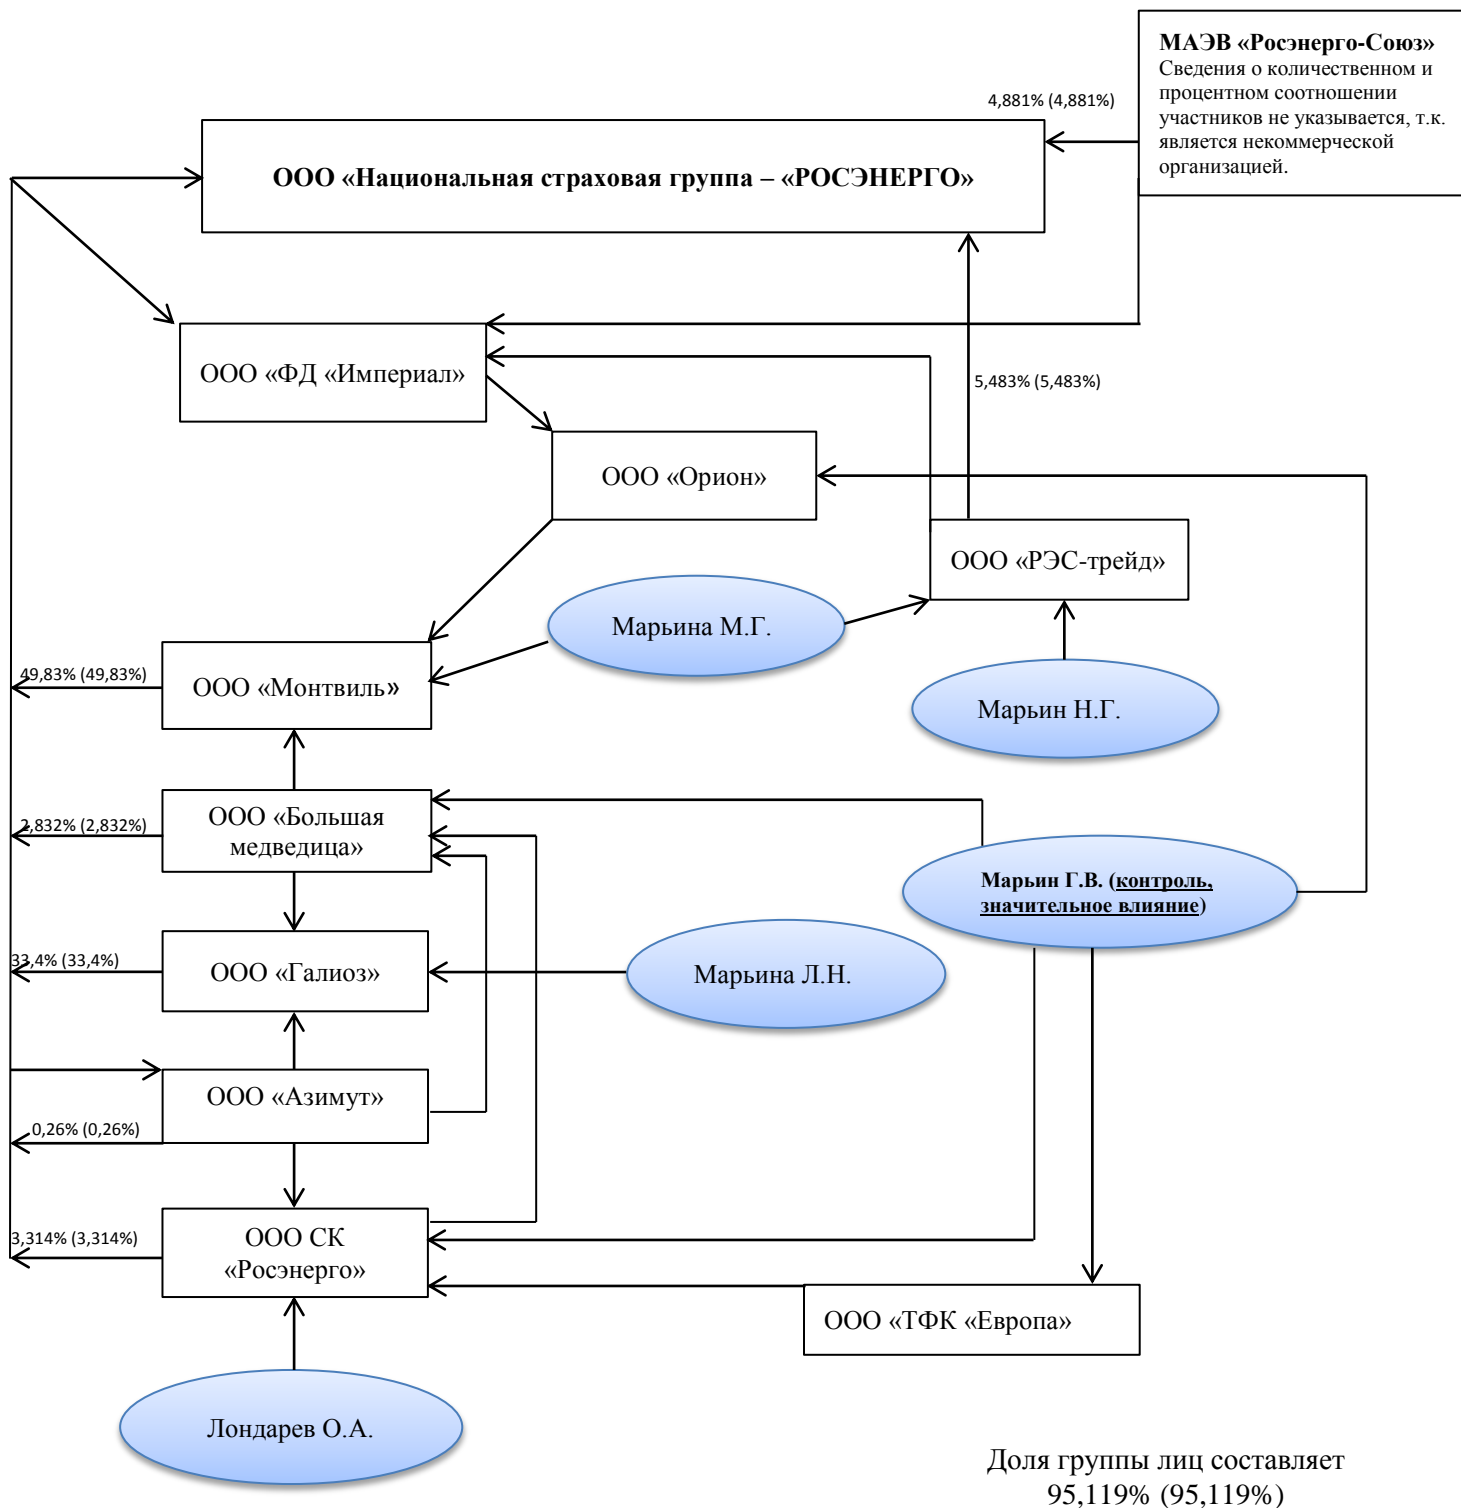 МАЭВ «Росэнерго-Союз»
Сведения о количественном и
процентном соотношении
участников не указывается, т.к.
является некоммерческой
организацией.
4,881% (4,881%)
ООО «Национальная страховая группа – «РОСЭНЕРГО»
ООО «ФД «Империал»
5,483% (5,483%)
ООО «Орион»
ООО «РЭС-трейд»
Марьина М.Г.
49,83% (49,83%)
ООО «Монтвиль»
Марьин Н.Г.
2,832% (2,832%)
ООО «Большая
медведица»
Марьин Г.В. (контроль,
значительное влияние)
33,4% (33,4%)
ООО «Галиоз»
Марьина Л.Н.
ООО «Азимут»
0,26% (0,26%)
3,314% (3,314%)
ООО СК
«Росэнерго»
ООО «ТФК «Европа»
Лондарев О.А.
Доля группы лиц составляет
95,119% (95,119%)